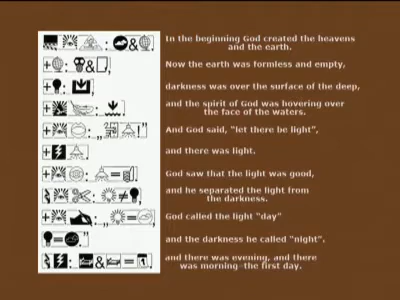 In the beginning God created the heavens
and the earth.
Now the earth was formless and empty,
darkness was over the surface of the deep,
and the spirit of God was hovering over
the face of the waters.
And God said, "let there be light",
and there was light.
God saw that the light was good,
and he separated the light from
the darkness.
God called the light "day"
and the darkness he called "night",
and there was evening, and there
was morning-the first day.